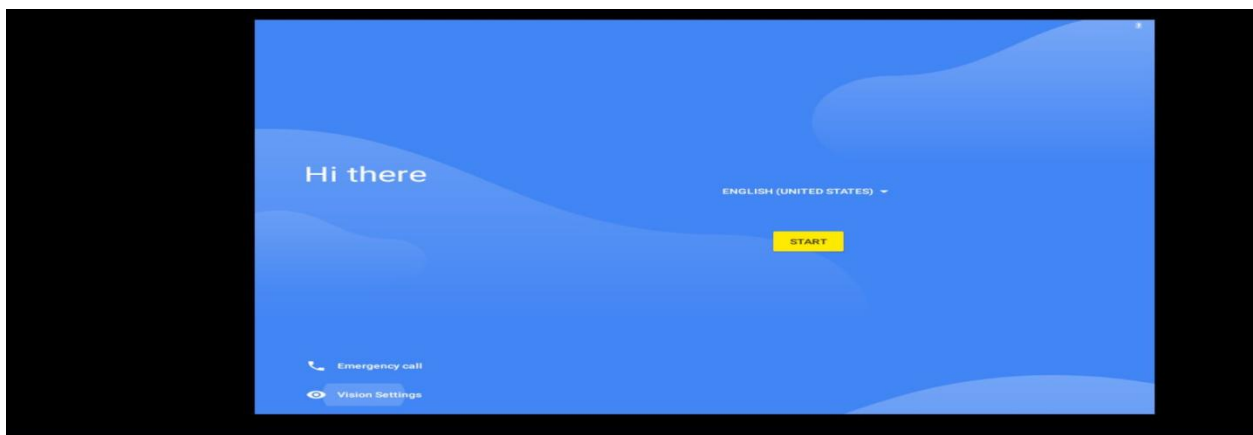 Hi there
ENGLISH (UNITED STATES)
START
Emergency call
Vision Settings